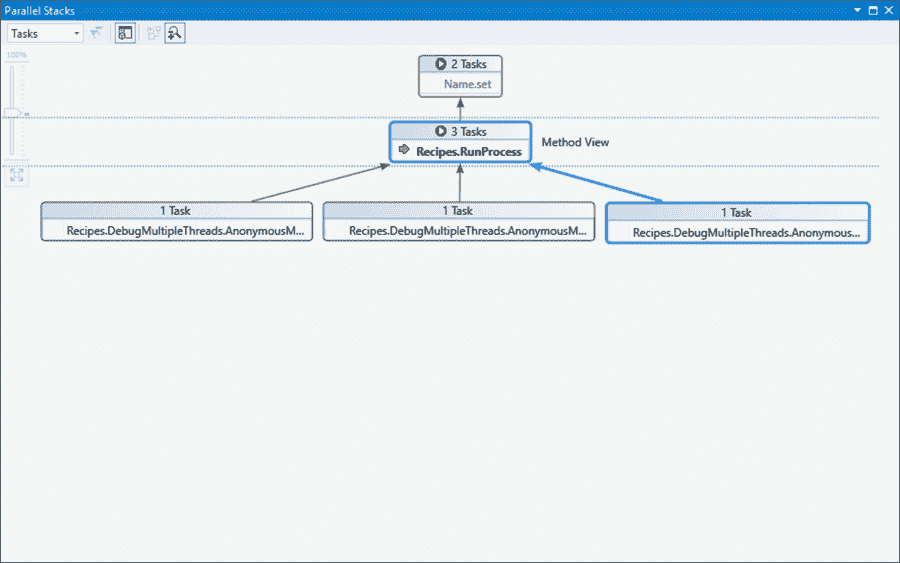 Parallel Stacks
Tasks
100%
2 Tasks
Name.set
3 Tasks
Recipes.RunProcess
Method View
1 Task
Recipes.DebugMultipleThreads.AnonymousM...
1 Task
Recipes.DebugMultipleThreads.AnonymousM...
1 Task
Recipes.DebugMultipleThreads.Anonymous...